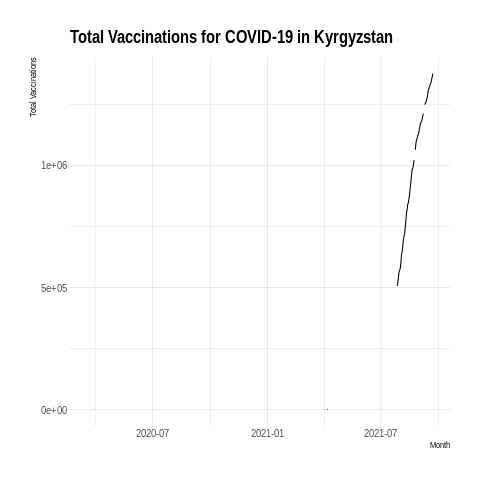 Total Vaccinations for COVID-19 in Kyrgyzstan
Total Vaccinations
1e+06
5e+05
0e+00
2020-07
2021-01
2021-07
Month